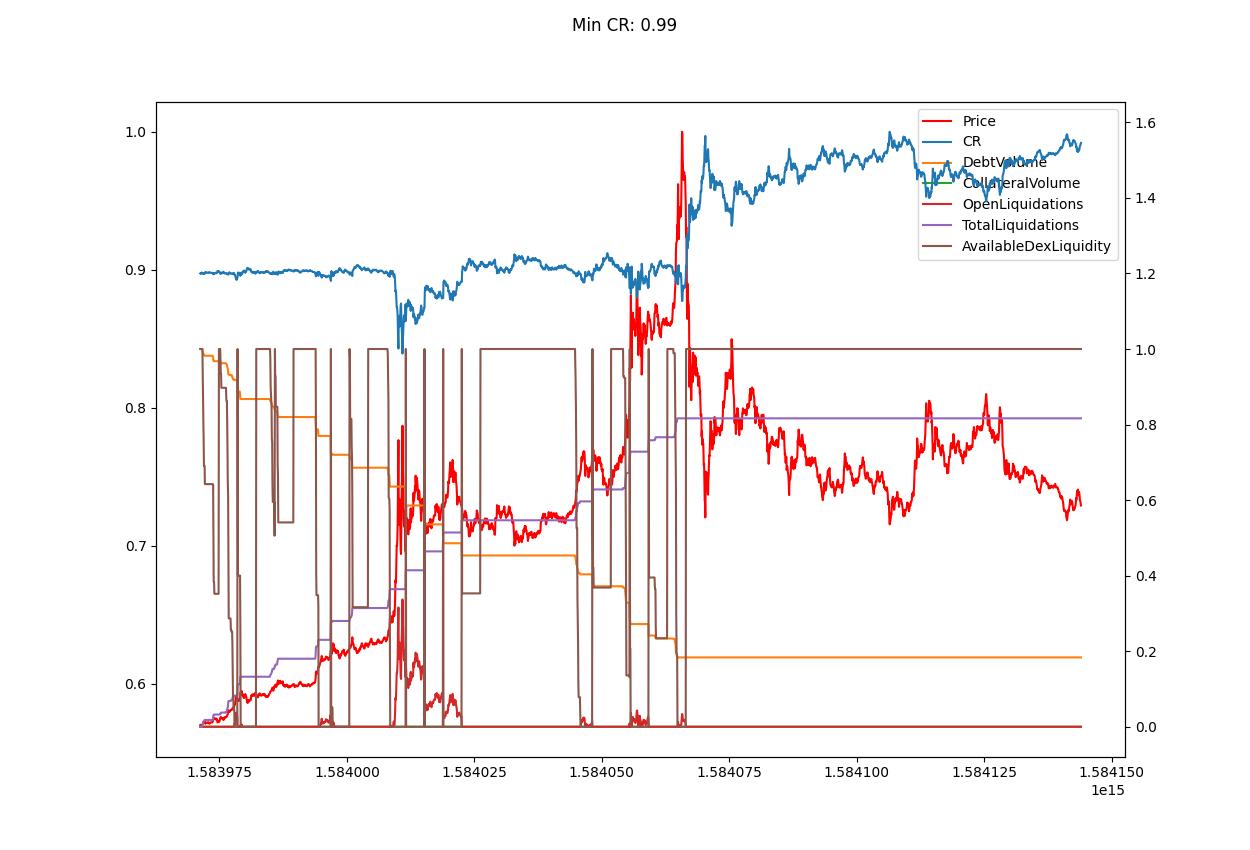 Min CR: 0.99
1.0
0.9
0.8
0.7
0.6
1.6
1.4
1.2
1.0
0.8
0.6
0.4
0.2
0.0
Price
CR
DebtVolume
CollateralVolume
OpenLiquidations
TotalLiquidations
AvailableDexLiquidity
1.583975 1.584000 1.584025 1.584050 1.584075 1.584100 1.584125 1.584150
1e15